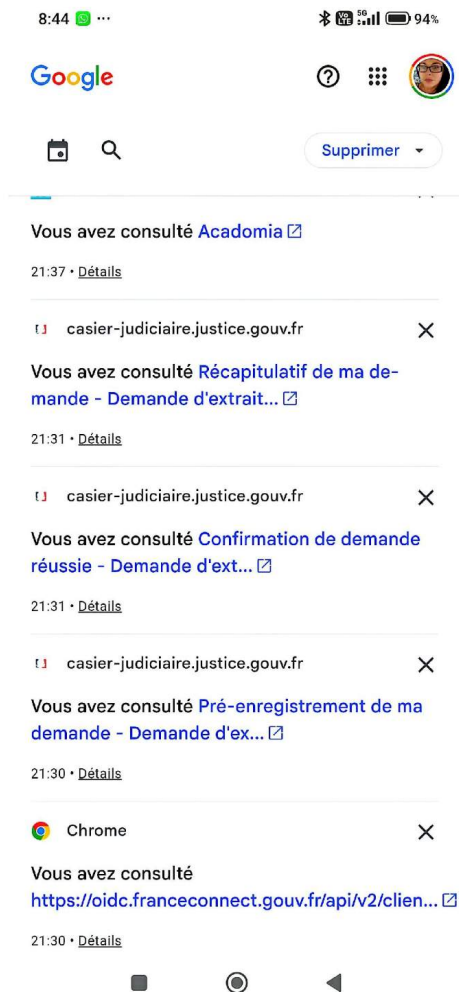 8:44 ...
5G
Vo
LTE
94%
Google
Supprimer
Vous avez consulté Acadomia
21:37 • Détails
casier-judiciaire.justice.gouv.fr
Vous avez consulté Récapitulatif de ma de-
mande - Demande d'extrait...
21:31 • Détails
casier-judiciaire.justice.gouv.fr
Vous avez consulté Confirmation de demande
réussie - Demande d'ext...
21:31 • Détails
casier-judiciaire.justice.gouv.fr
Vous avez consulté Pré-enregistrement de ma
demande - Demande d'ex...
21:30 • Détails
Chrome
Vous avez consulté
https://oidc.franceconnect.gouv.fr/api/v2/clien...
21:30 • Détails